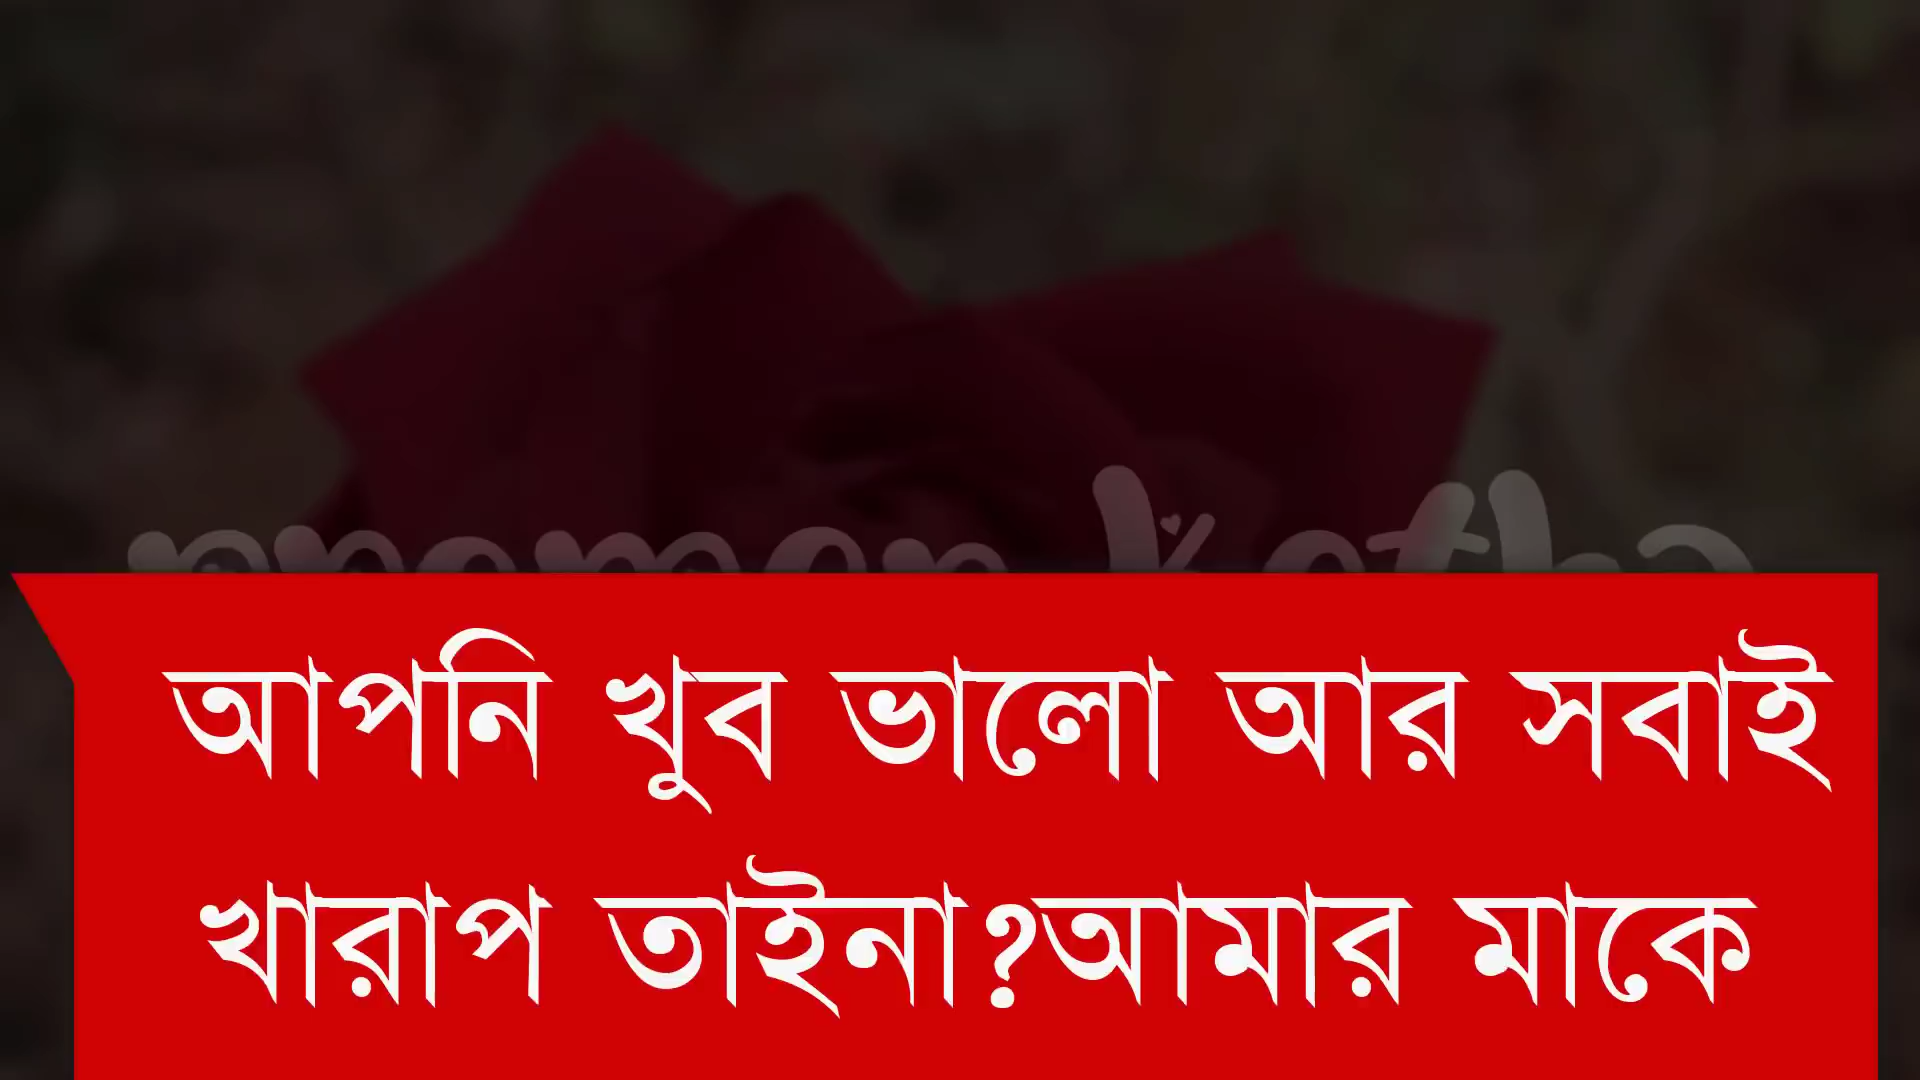 আপনি খুব ভালো আর সবাই
খারাপ তাইনা?আমার মাকে